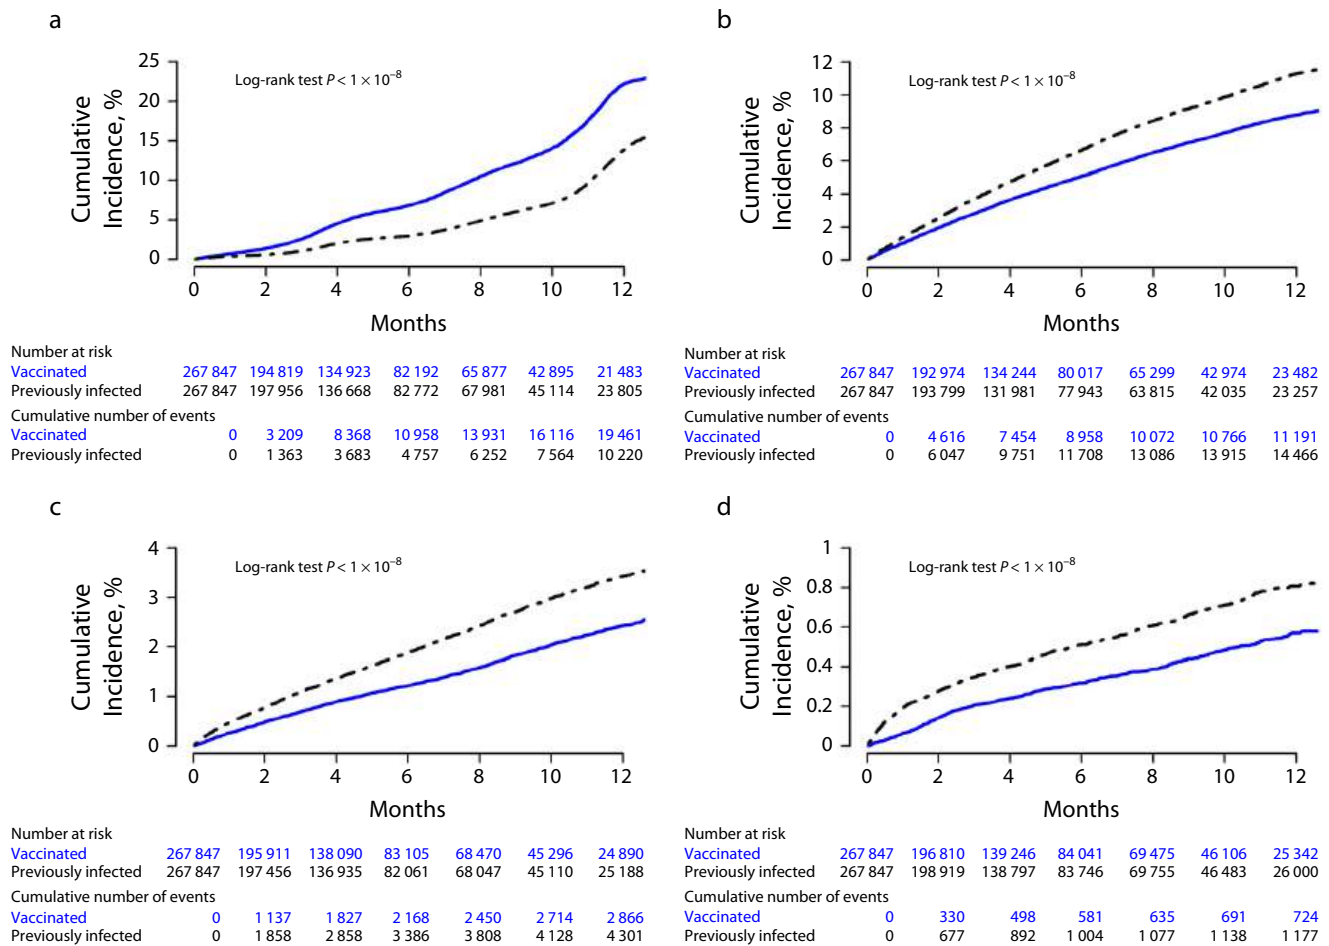 a
25
20
15
10
5
0
Cumulative
Incidence, %
Log-rank test P < 1 × 10–8
0 2 4 6 8 10 12
Months
Number at risk
Vaccinated 267 847 194 819 134 923 82 192 65 877 42 895 21 483
Previously infected 267 847 197 956 136 668 82 772 67 981 45 114 23 805
Cumulative number of events
Vaccinated 0 3 209 8 368 10 958 13 931 16 116 19 461
Previously infected 0 1 363 3 683 4 757 6 252 7 564 10 220
b
12
10
8
6
4
2
0
Cumulative
Incidence, %
Log-rank test P < 1 × 10–8
0 2 4 6 8 10 12
Months
Number at risk
Vaccinated 267 847 192 974 134 244 80 017 65 299 42 974 23 482
Previously infected 267 847 193 799 131 981 77 943 63 815 42 035 23 257
Cumulative number of events
Vaccinated 0 4 616 7 454 8 958 10 072 10 766 11 191
Previously infected 0 6 047 9 751 11 708 13 086 13 915 14 466
c
4
3
2
1
0
Cumulative
Incidence, %
Log-rank test P < 1 × 10–8
0 2 4 6 8 10 12
Months
Number at risk
Vaccinated 267 847 195 911 138 090 83 105 68 470 45 296 24 890
Previously infected 267 847 197 456 136 935 82 061 68 047 45 110 25 188
Cumulative number of events
Vaccinated 0 1 137 1 827 2 168 2 450 2 714 2 866
Previously infected 0 1 858 2 858 3 386 3 808 4 128 4 301
d
1
0.8
0.6
0.4
0.2
0
Cumulative
Incidence, %
Log-rank test P < 1 × 10–8
0 2 4 6 8 10 12
Months
Number at risk
Vaccinated 267 847 196 810 139 246 84 041 69 475 46 106 25 342
Previously infected 267 847 198 919 138 797 83 746 69 755 46 483 26 000
Cumulative number of events
Vaccinated 0 330 498 581 635 691 724
Previously infected 0 677 892 1 004 1 077 1 138 1 177